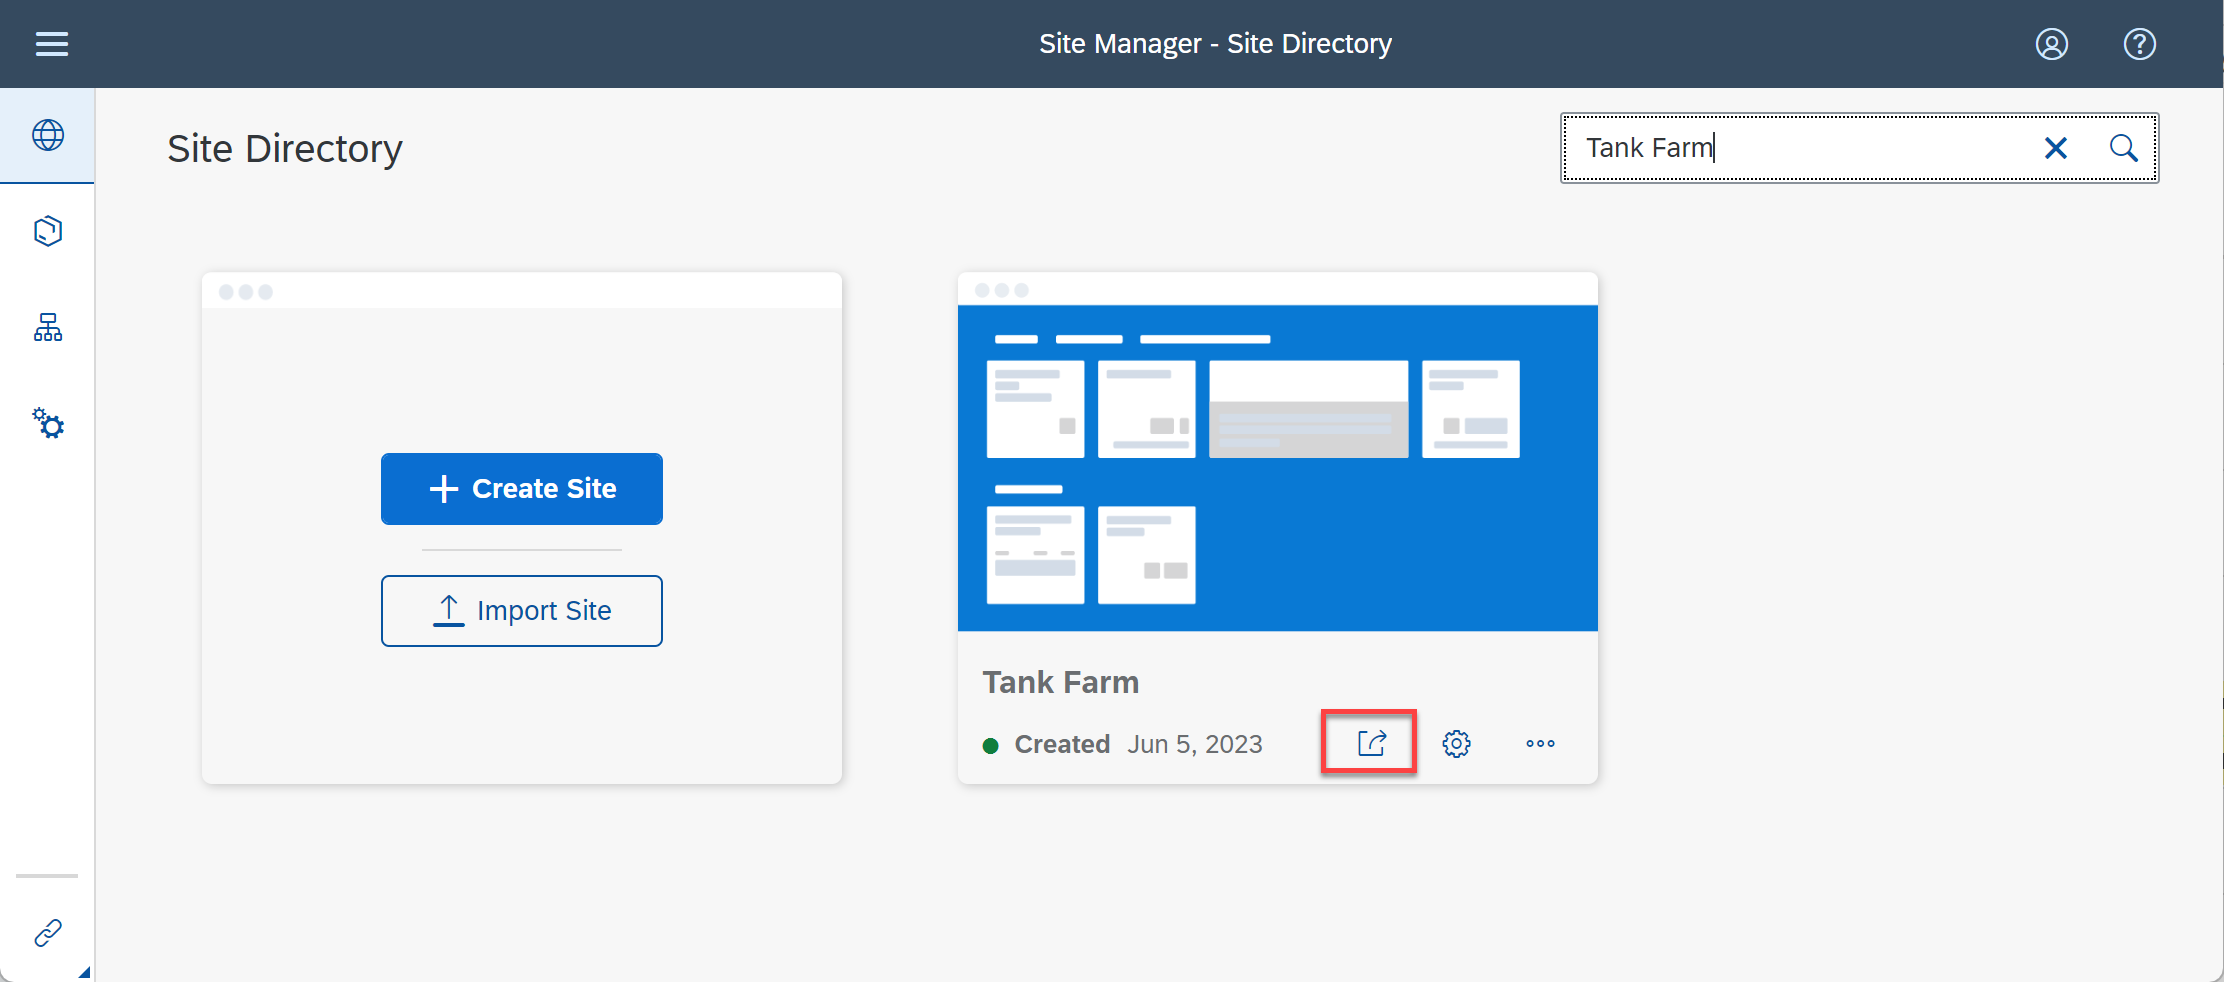 Site Manager - Site Directory
Site Directory
Tank Farm
Create Site
Import Site
Tank Farm
Created Jun 5, 2023